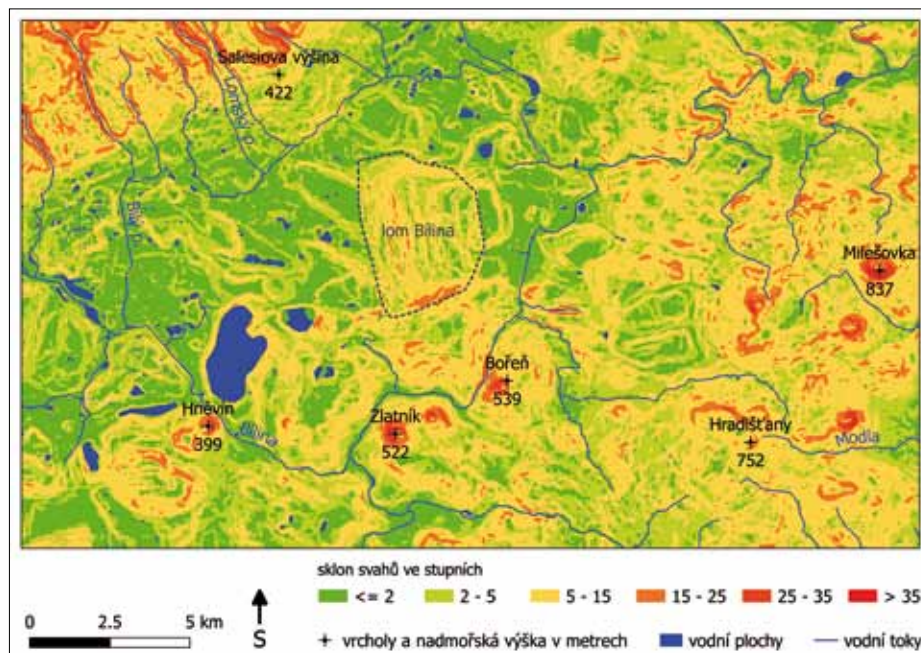 Salesiova výšina
422
Lomský p.
Bílý p.
lom Bílina
Milešovka
837
Bořeň
539
Hněvín
399
Bílina
Zlatník
522
Hradišťany
752
Modla
sklon svahů ve stupních
<= 2 2 - 5 5 - 15 15 - 25 25 - 35 > 35
0 2.5 5 km
S
vrcholy a nadmořská výška v metrech vodní plochy vodní toky